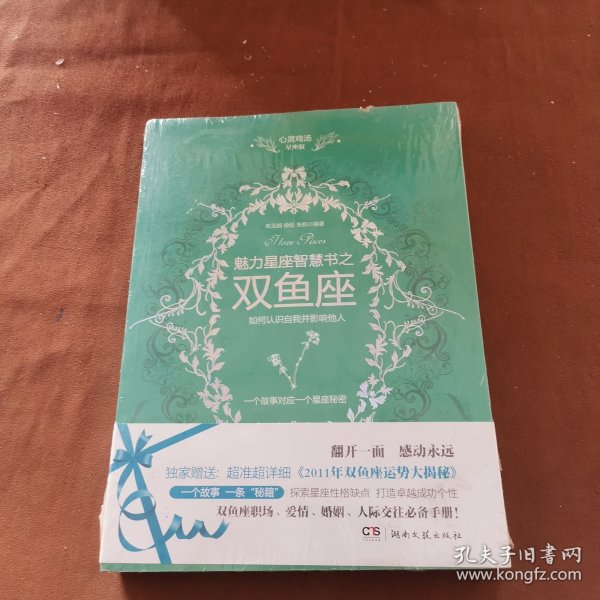 心灵鸡汤
星座版
I love Pisces
魅力星座智慧书之
双鱼座
如何认识自我并影响他人
一个故事对应一个星座秘密
翻开一面 感动永远
独家赠送：超准超详细《2011年双鱼座运势大揭秘》
一个故事 一条“秘籍” 探索星座性格缺点 打造卓越成功个性
双鱼座职场、爱情、婚姻、人际交往必备手册！
湖南文艺出版社
孔夫子旧书网
www.kongfz.com